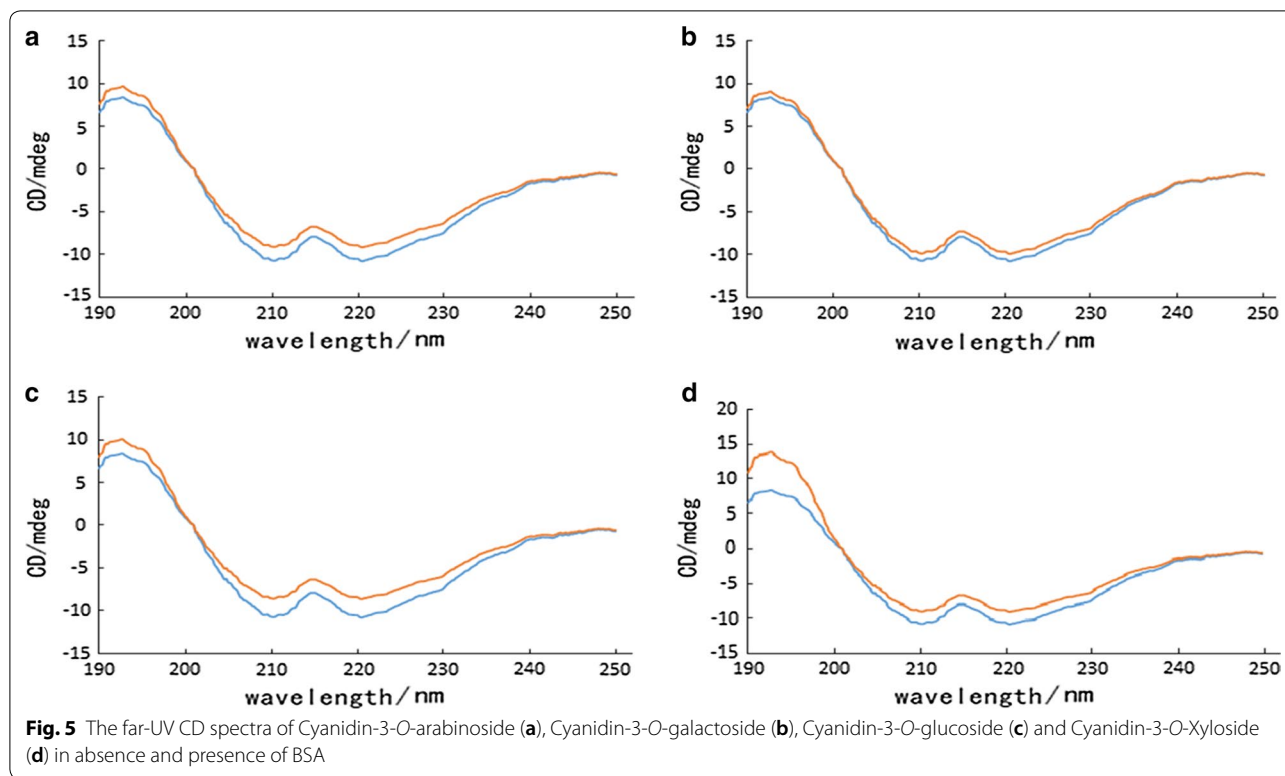 a
15
10
5
0
-5
-10
-15
CD/mdeg
190 200 210 220 230 240 250
wavelength/nm
b
15
10
5
0
-5
-10
-15
CD/mdeg
190 200 210 220 230 240 250
wavelength/nm
c
15
10
5
0
-5
-10
-15
CD/mdeg
190 200 210 220 230 240 250
wavelength/nm
d
20
15
10
5
0
-5
-10
-15
CD/mdeg
190 200 210 220 230 240 250
wavelength/nm
Fig. 5 The far-UV CD spectra of Cyanidin-3-O-arabinoside (a), Cyanidin-3-O-galactoside (b), Cyanidin-3-O-glucoside (c) and Cyanidin-3-O-Xyloside
(d) in absence and presence of BSA